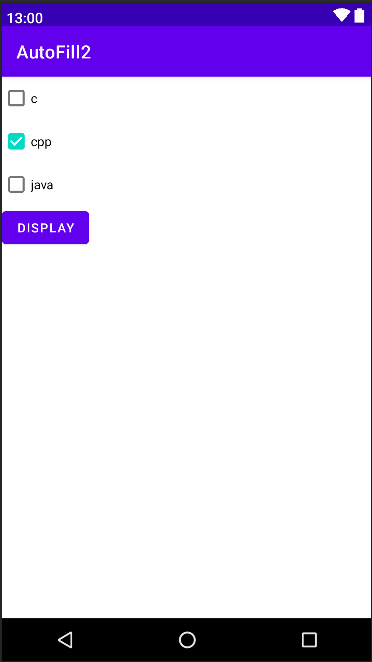 13:00
AutoFill2
c
cpp
java
DISPLAY